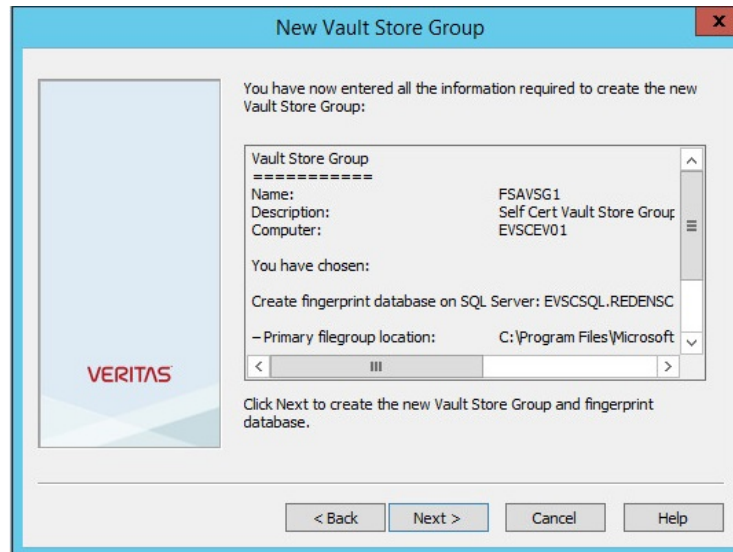 New Vault Store Group
x
You have now entered all the information required to create the new
Vault Store Group:
Vault Store Group
===========
Name: FSAVSG1
Description: Self Cert Vault Store Group
Computer: EVSCEV01
You have chosen:
Create fingerprint database on SQL Server: EVSCSQL.REDENSC
– Primary filegroup location: C:\Program Files\Microsoft
VERITAS
Click Next to create the new Vault Store Group and fingerprint
database.
< Back
Next >
Cancel
Help